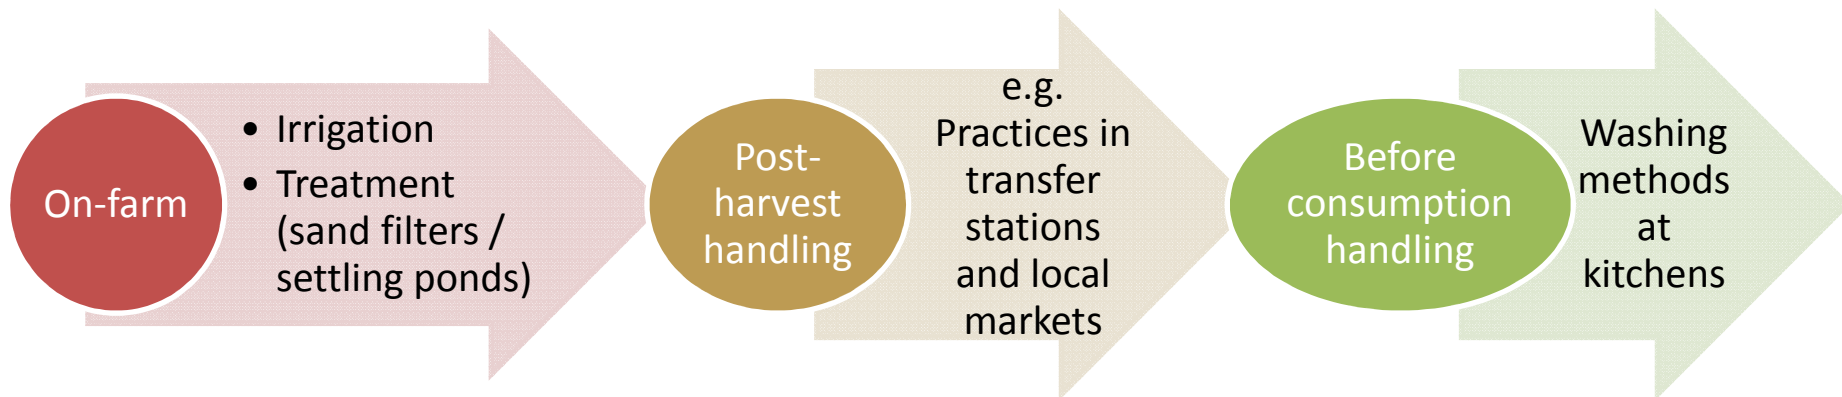 On-farm
• Irrigation
• Treatment
(sand filters /
settling ponds)
Post-
harvest
handling
e.g.
Practices in
transfer
stations
and local
markets
Before
consumption
handling
Washing
methods
at
kitchens